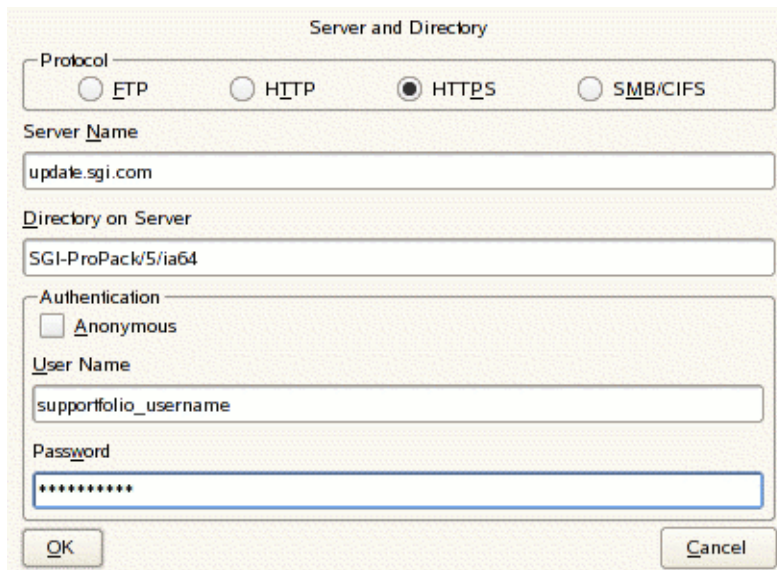 Server and Directory
Protocol
FTP HTTP HTTPS SMB/CIFS
Server Name
update.sgi.com
Directory on Server
SGI-ProPack/5/ia64
Authentication
Anonymous
User Name
supportfolio_username
Password
**********
OK Cancel